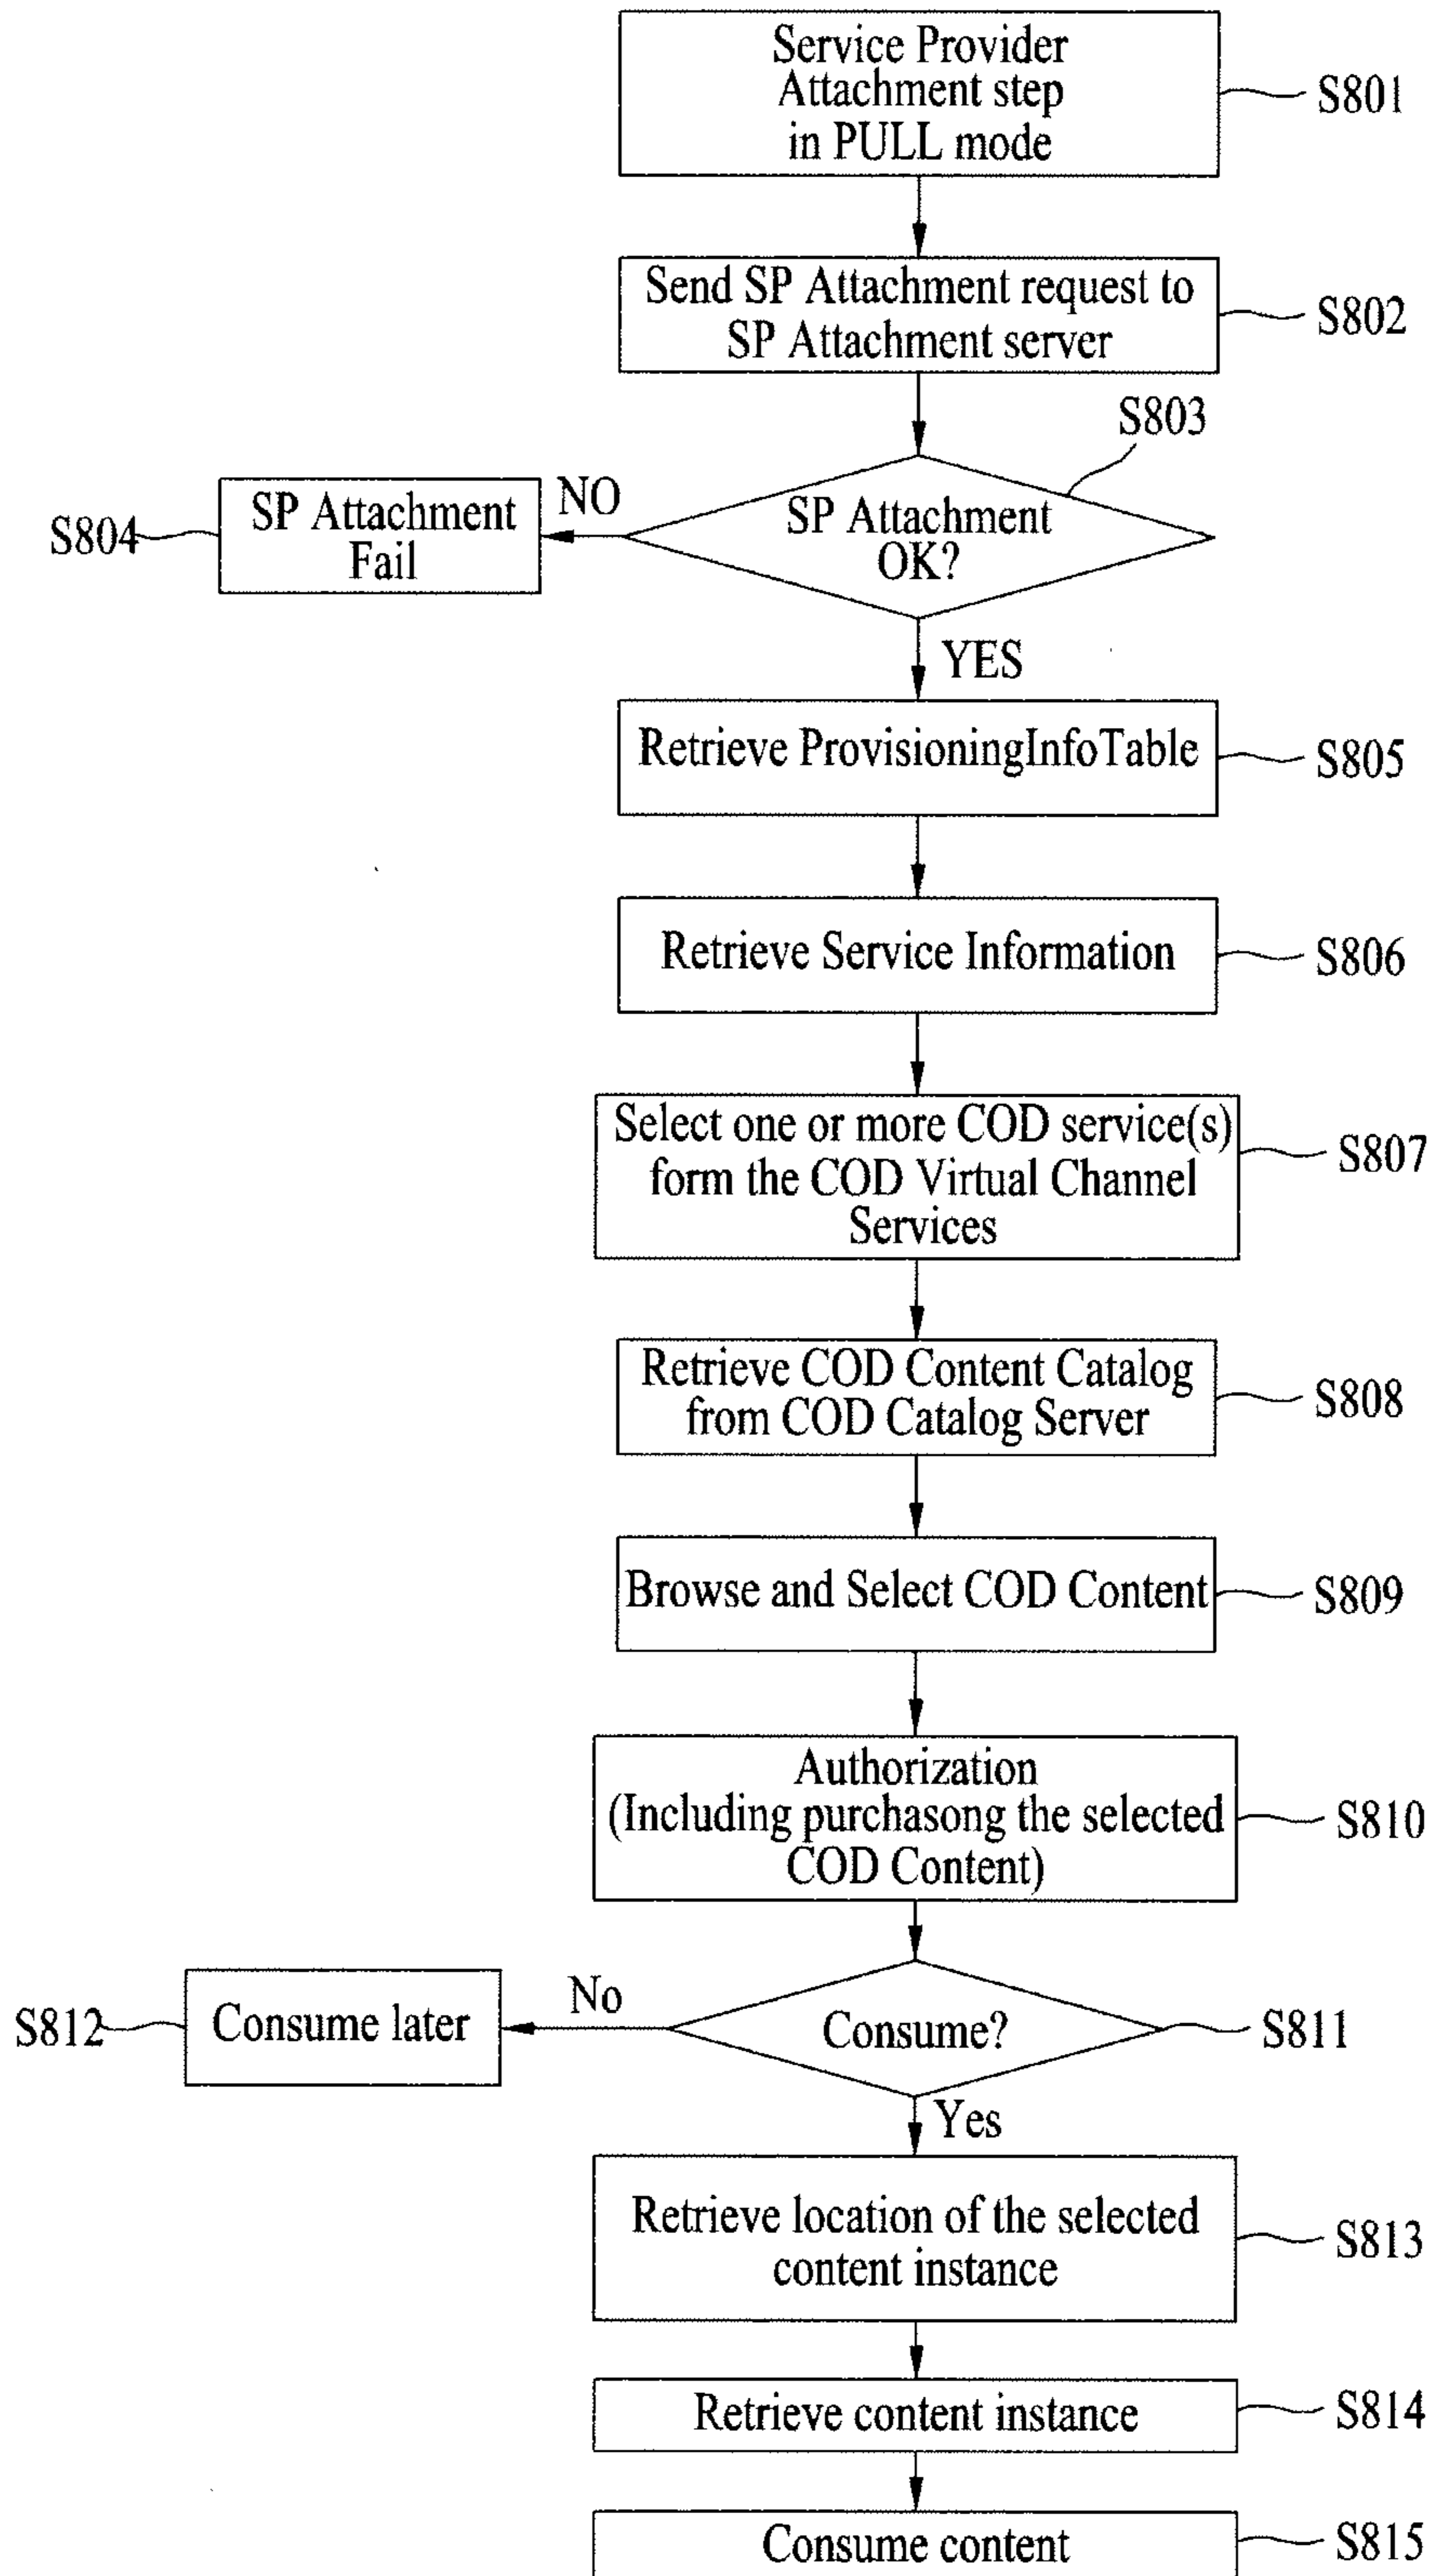 Service Provider
Attachment step
in PULL mode
S801
Send SP Attachment request to
SP Attachment server
S802
S803
SP Attachment
OK?
NO
SP Attachment
Fail
S804
YES
Retrieve ProvisioningInfoTable
S805
Retrieve Service Information
S806
Select one or more COD service(s)
form the COD Virtual Channel
Services
S807
Retrieve COD Content Catalog
from COD Catalog Server
S808
Browse and Select COD Content
S809
Authorization
(Including purchasong the selected
COD Content)
S810
Consume?
S811
No
Consume later
S812
Yes
Retrieve location of the selected
content instance
S813
Retrieve content instance
S814
Consume content
S815